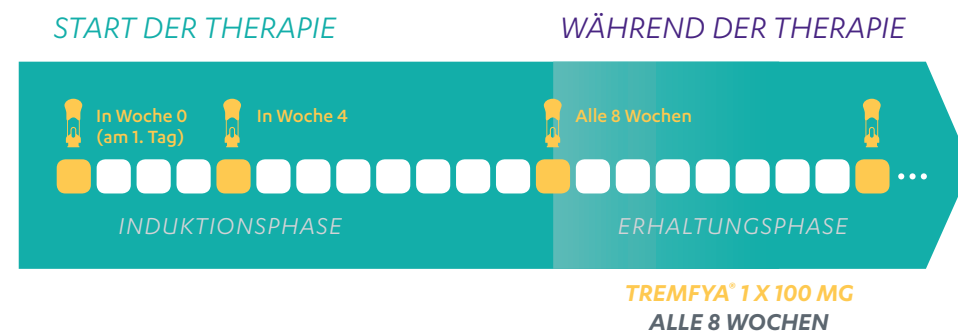 START DER THERAPIE
WÄHREND DER THERAPIE
In Woche 0
(am 1. Tag)
In Woche 4
Alle 8 Wochen
INDUKTIONSPHASE
ERHALTUNGSPHASE
TREMFYA® 1 X 100 MG
ALLE 8 WOCHEN